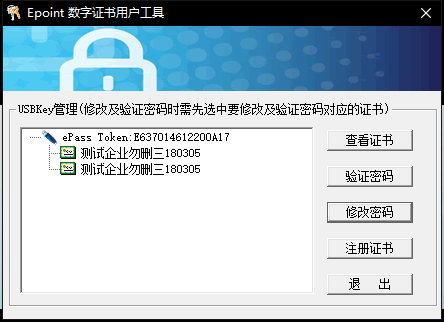 Epoint 数字证书用户工具
USBKey管理(修改及验证密码时需先选中要修改及验证密码对应的证书)
ePass Token:E637014612200A17
测试企业勿删三180305
测试企业勿删三180305
查看证书
验证密码
修改密码
注册证书
退 出